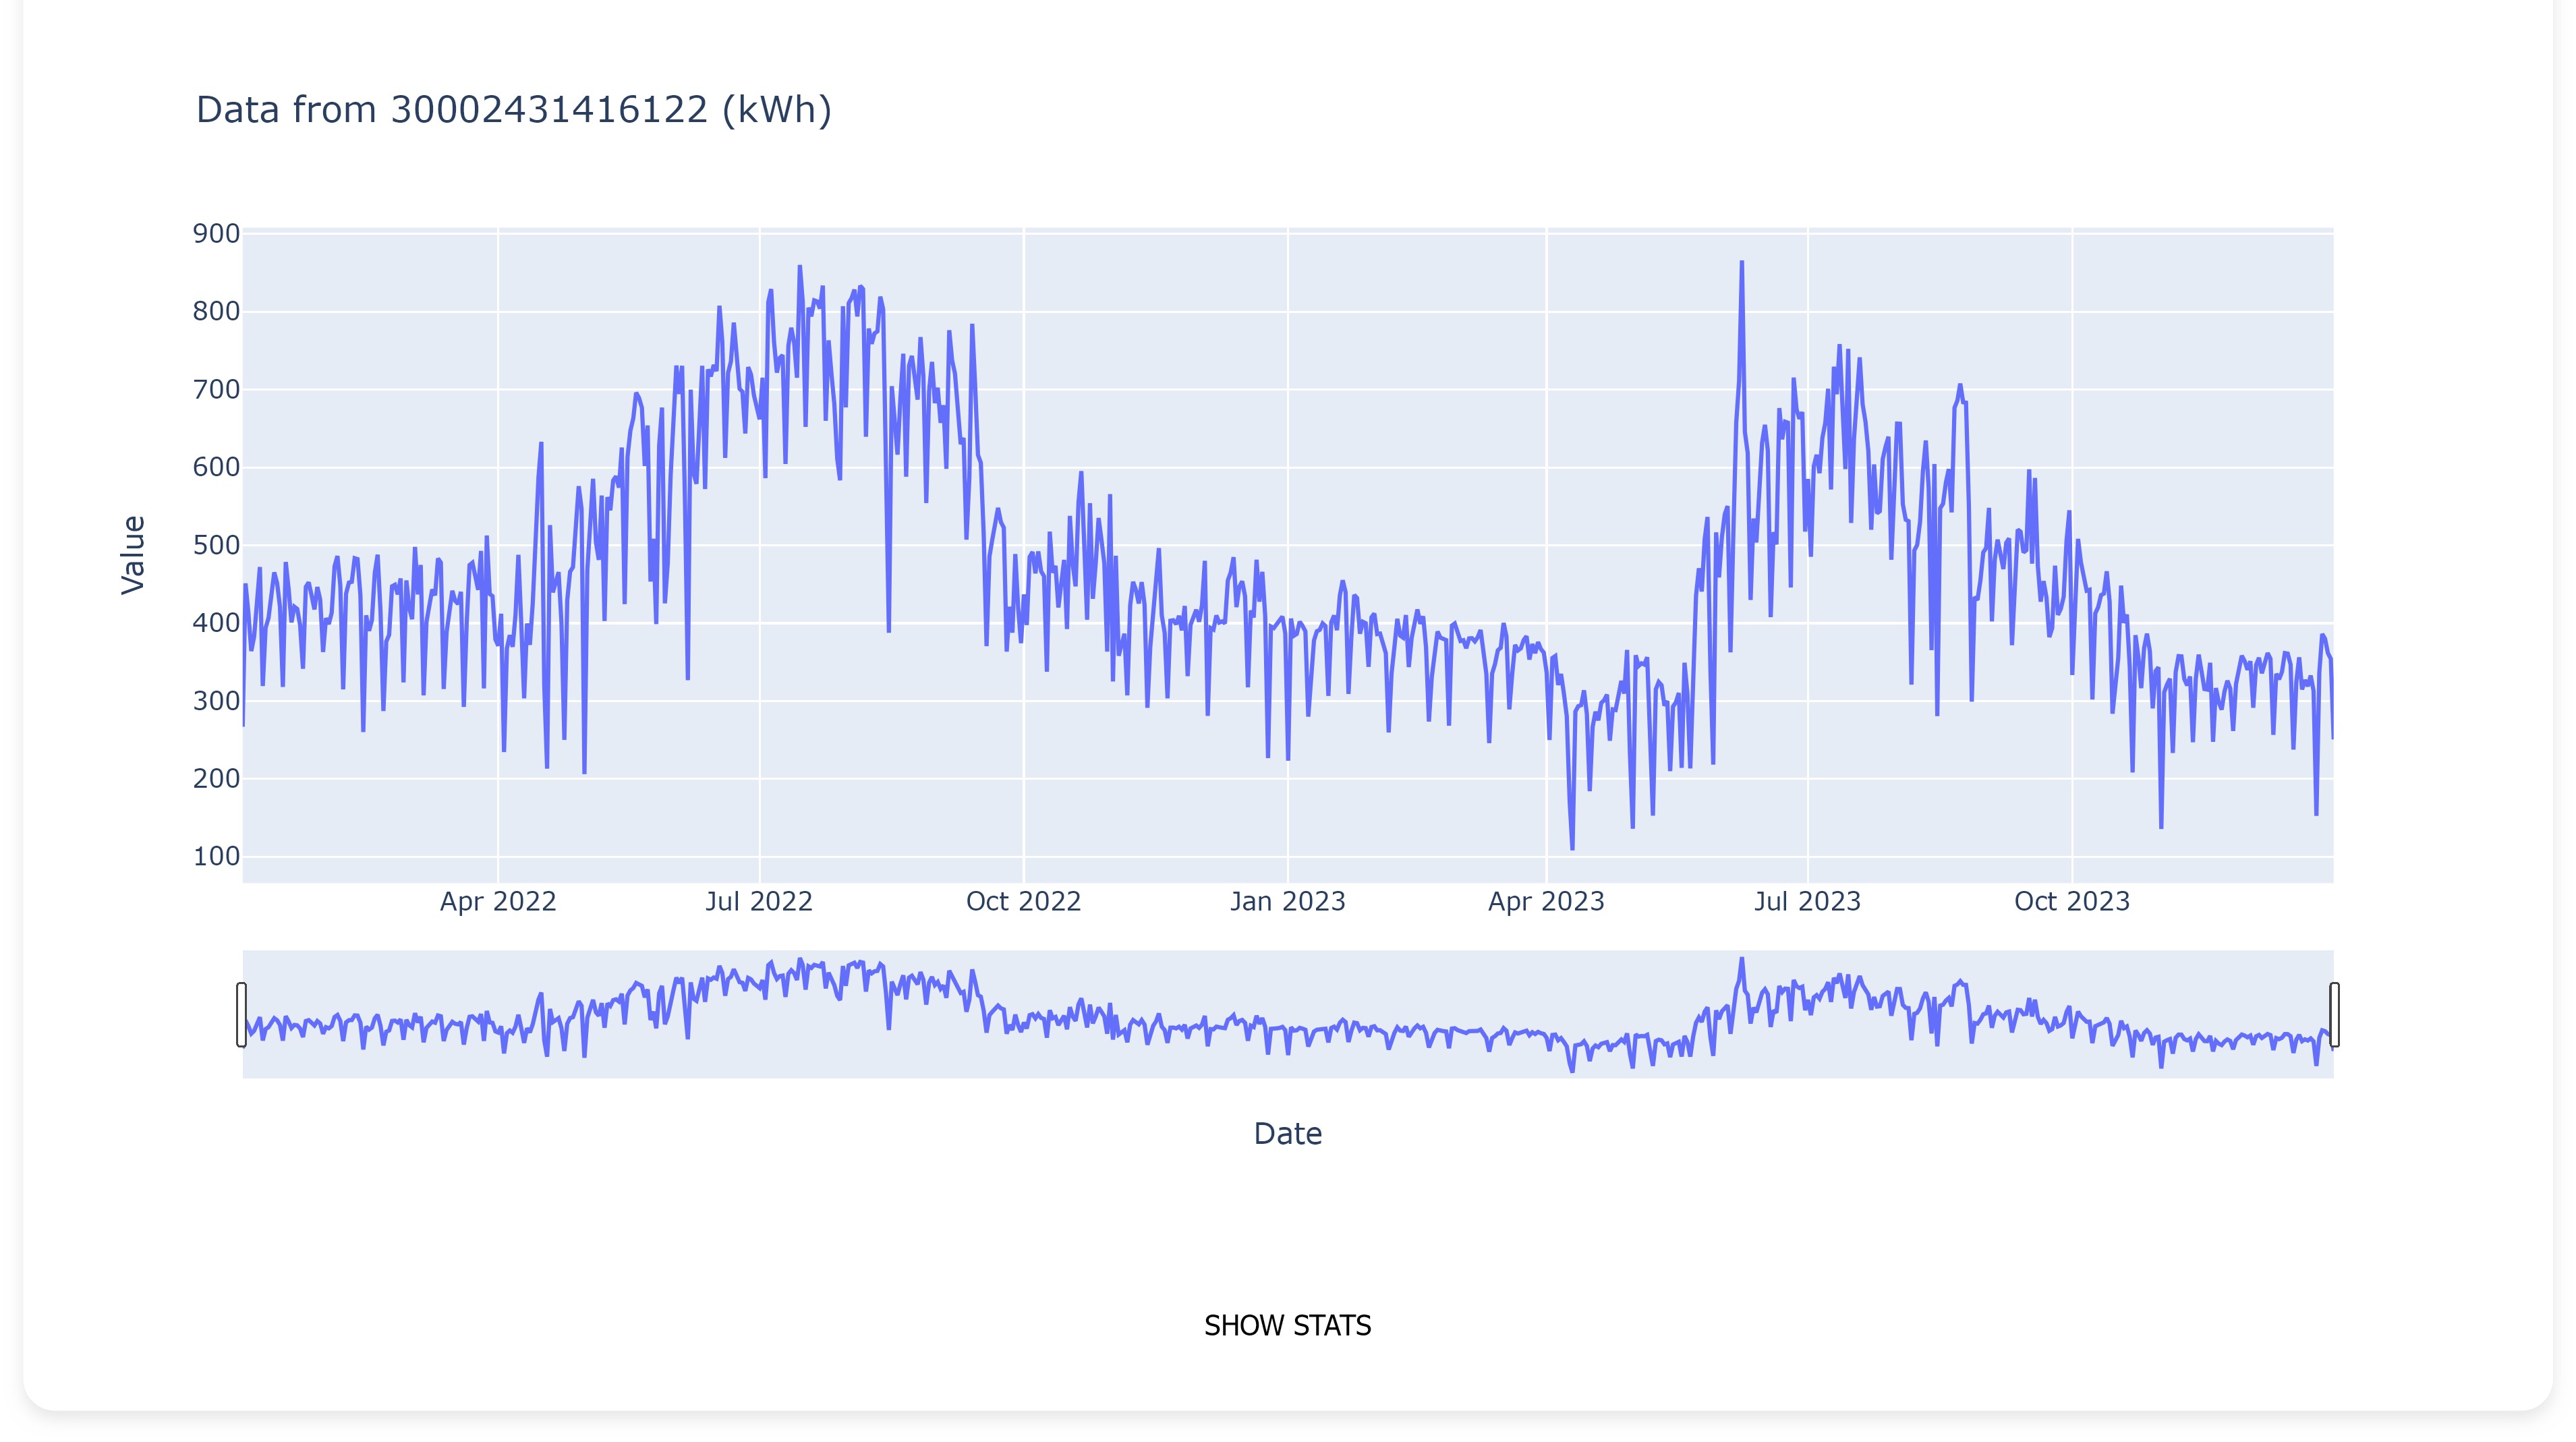 Data from 30002431416122 (kWh)
900
800
700
600
500
400
300
200
100
Value
Apr 2022
Jul 2022
Oct 2022
Jan 2023
Apr 2023
Jul 2023
Oct 2023
Date
SHOW STATS